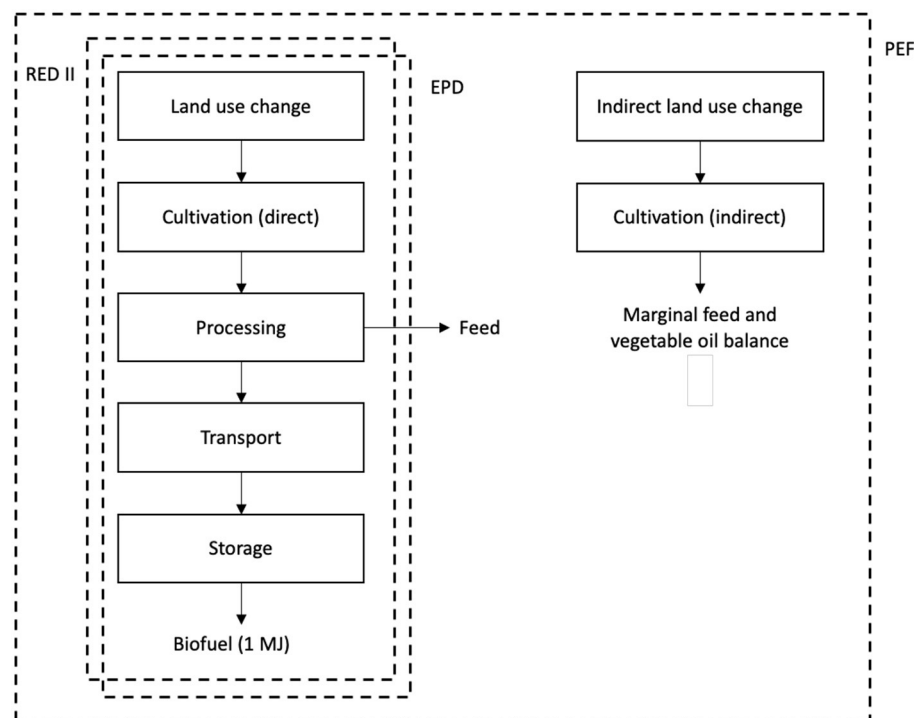 PEF
RED II
EPD
Land use change
Indirect land use change
Cultivation (direct)
Cultivation (indirect)
Processing
Feed
Marginal feed and
vegetable oil balance
Transport
Storage
Biofuel (1 MJ)